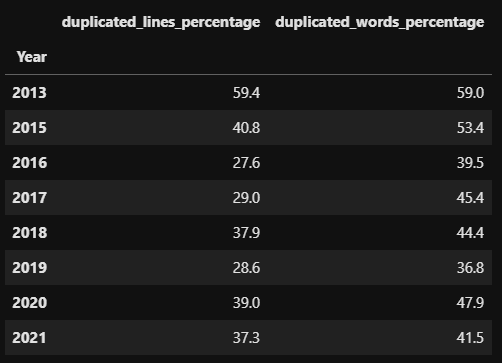 duplicated_lines_percentage duplicated_words_percentage
Year
2013 59.4 59.0
2015 40.8 53.4
2016 27.6 39.5
2017 29.0 45.4
2018 37.9 44.4
2019 28.6 36.8
2020 39.0 47.9
2021 37.3 41.5